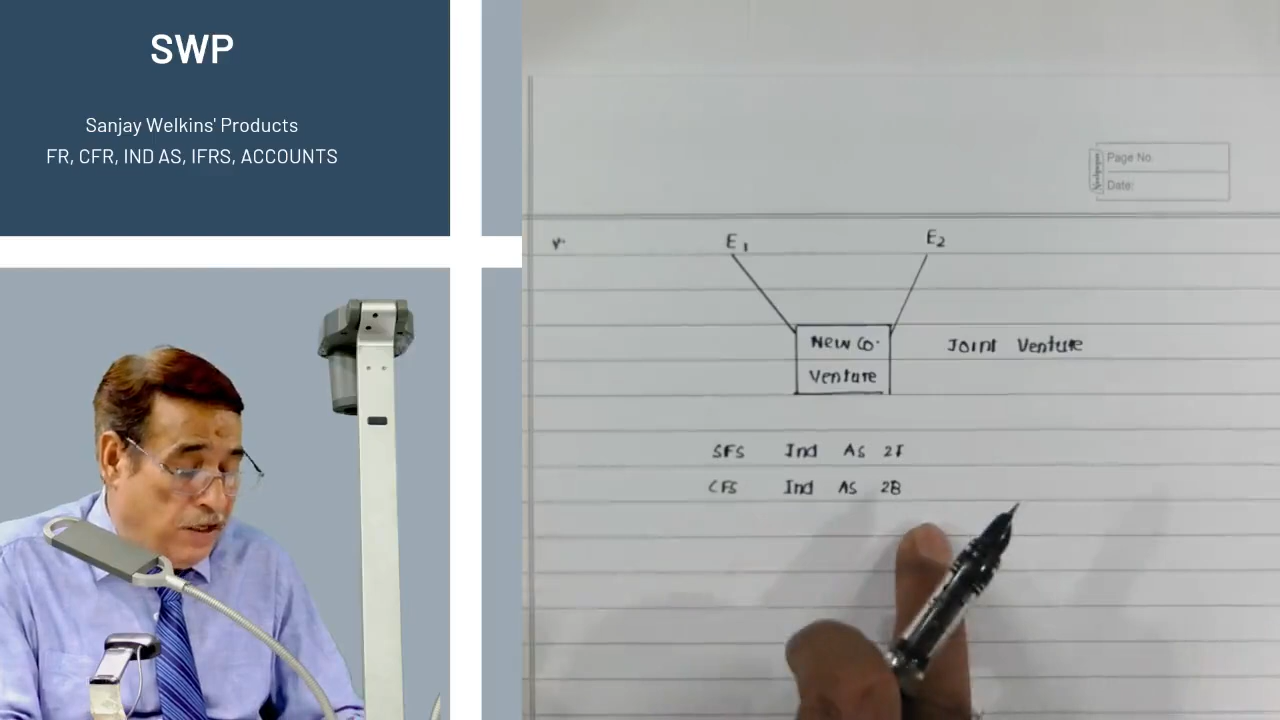 SWP
Sanjay Welkins' Products
FR, CFR, IND AS, IFRS, ACCOUNTS
Page No:
Date:
E1 E2
New Co. Joint Venture
Venture
SFS Ind As 27
CFS Ind As 28